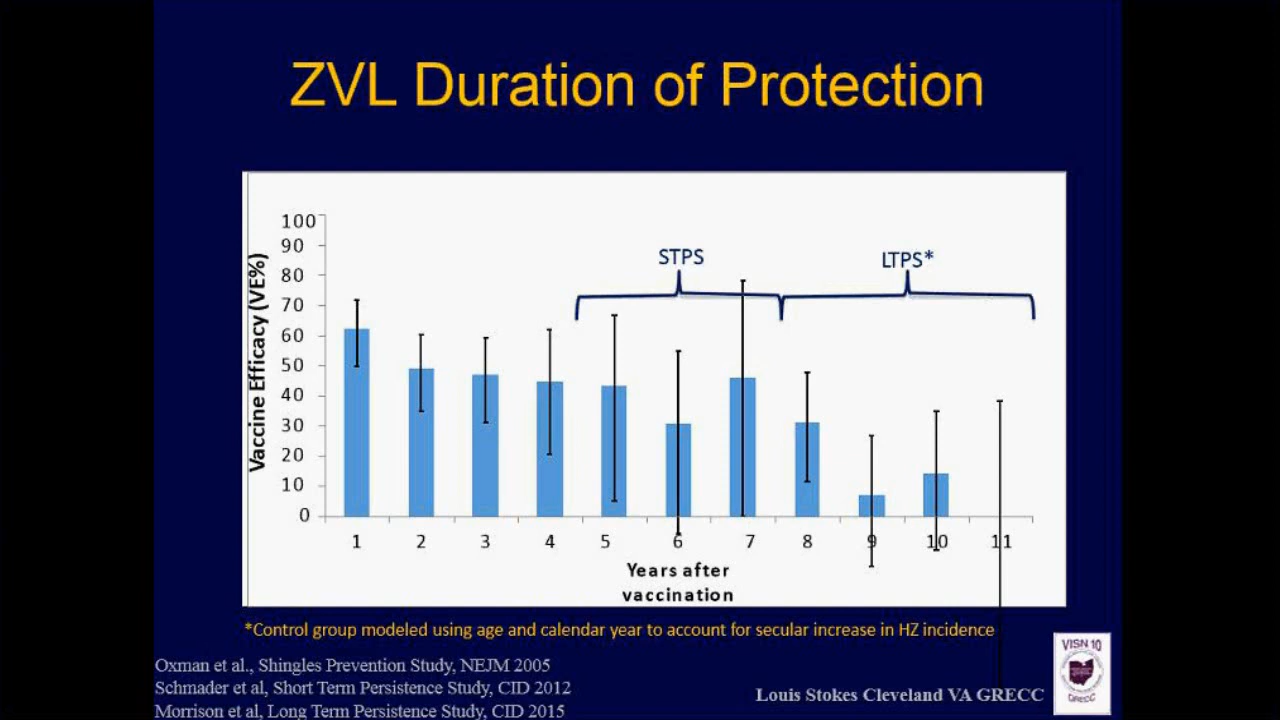 ZVL Duration of Protection
Vaccine Efficacy (VE%)
100
90
80
70
60
50
40
30
20
10
0
STPS
LTPS*
1 2 3 4 5 6 7 8 9 10 11
Years after
vaccination
*Control group modeled using age and calendar year to account for secular increase in HZ incidence
Oxman et al., Shingles Prevention Study, NEJM 2005
Schmader et al, Short Term Persistence Study, CID 2012
Morrison et al, Long Term Persistence Study, CID 2015
Louis Stokes Cleveland VA GRECC
VISN 10
GRECC